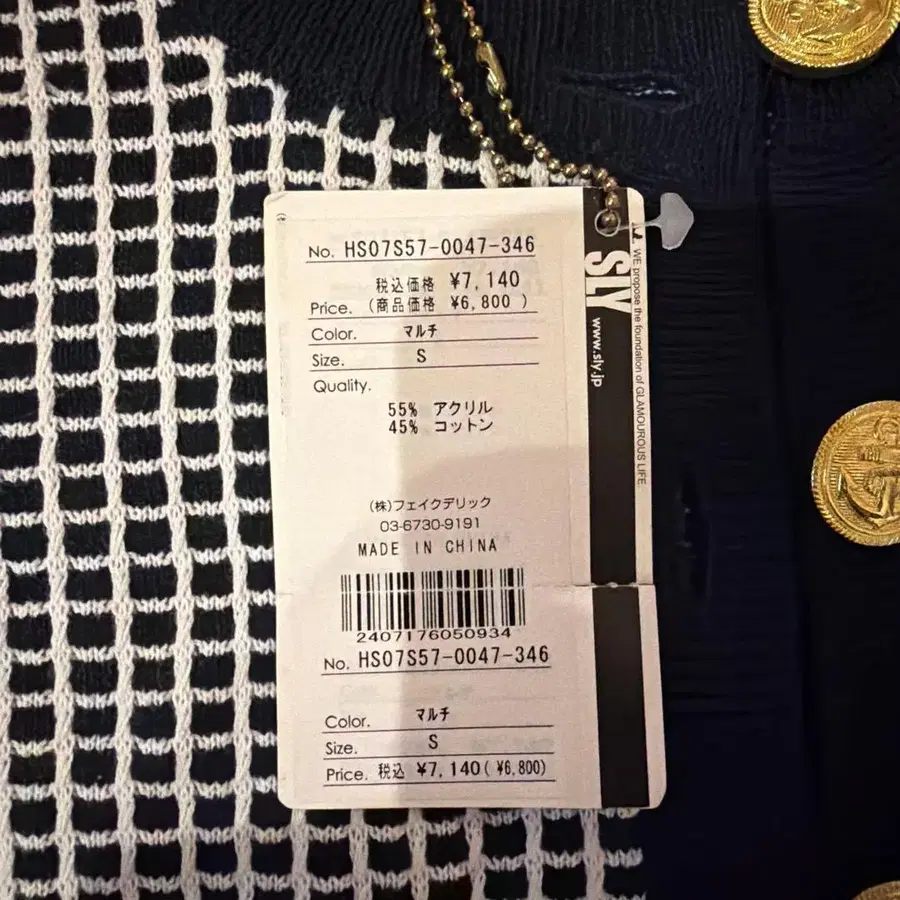 No. HS07S57-0047-346
税込価格 ¥7,140
Price. (商品価格 ¥6,800 )
Color. マルチ
Size. S
Quality.
55% アクリル
45% コットン
(株)フェイクデリック
03-6730-9191
MADE IN CHINA
2407176050934
No. HS07S57-0047-346
Color. マルチ
Size. S
Price. 税込 ¥7,140(¥6,800)
SLY
www.sly.jp
WE propose the foundation of GLAMOUROUS LIFE